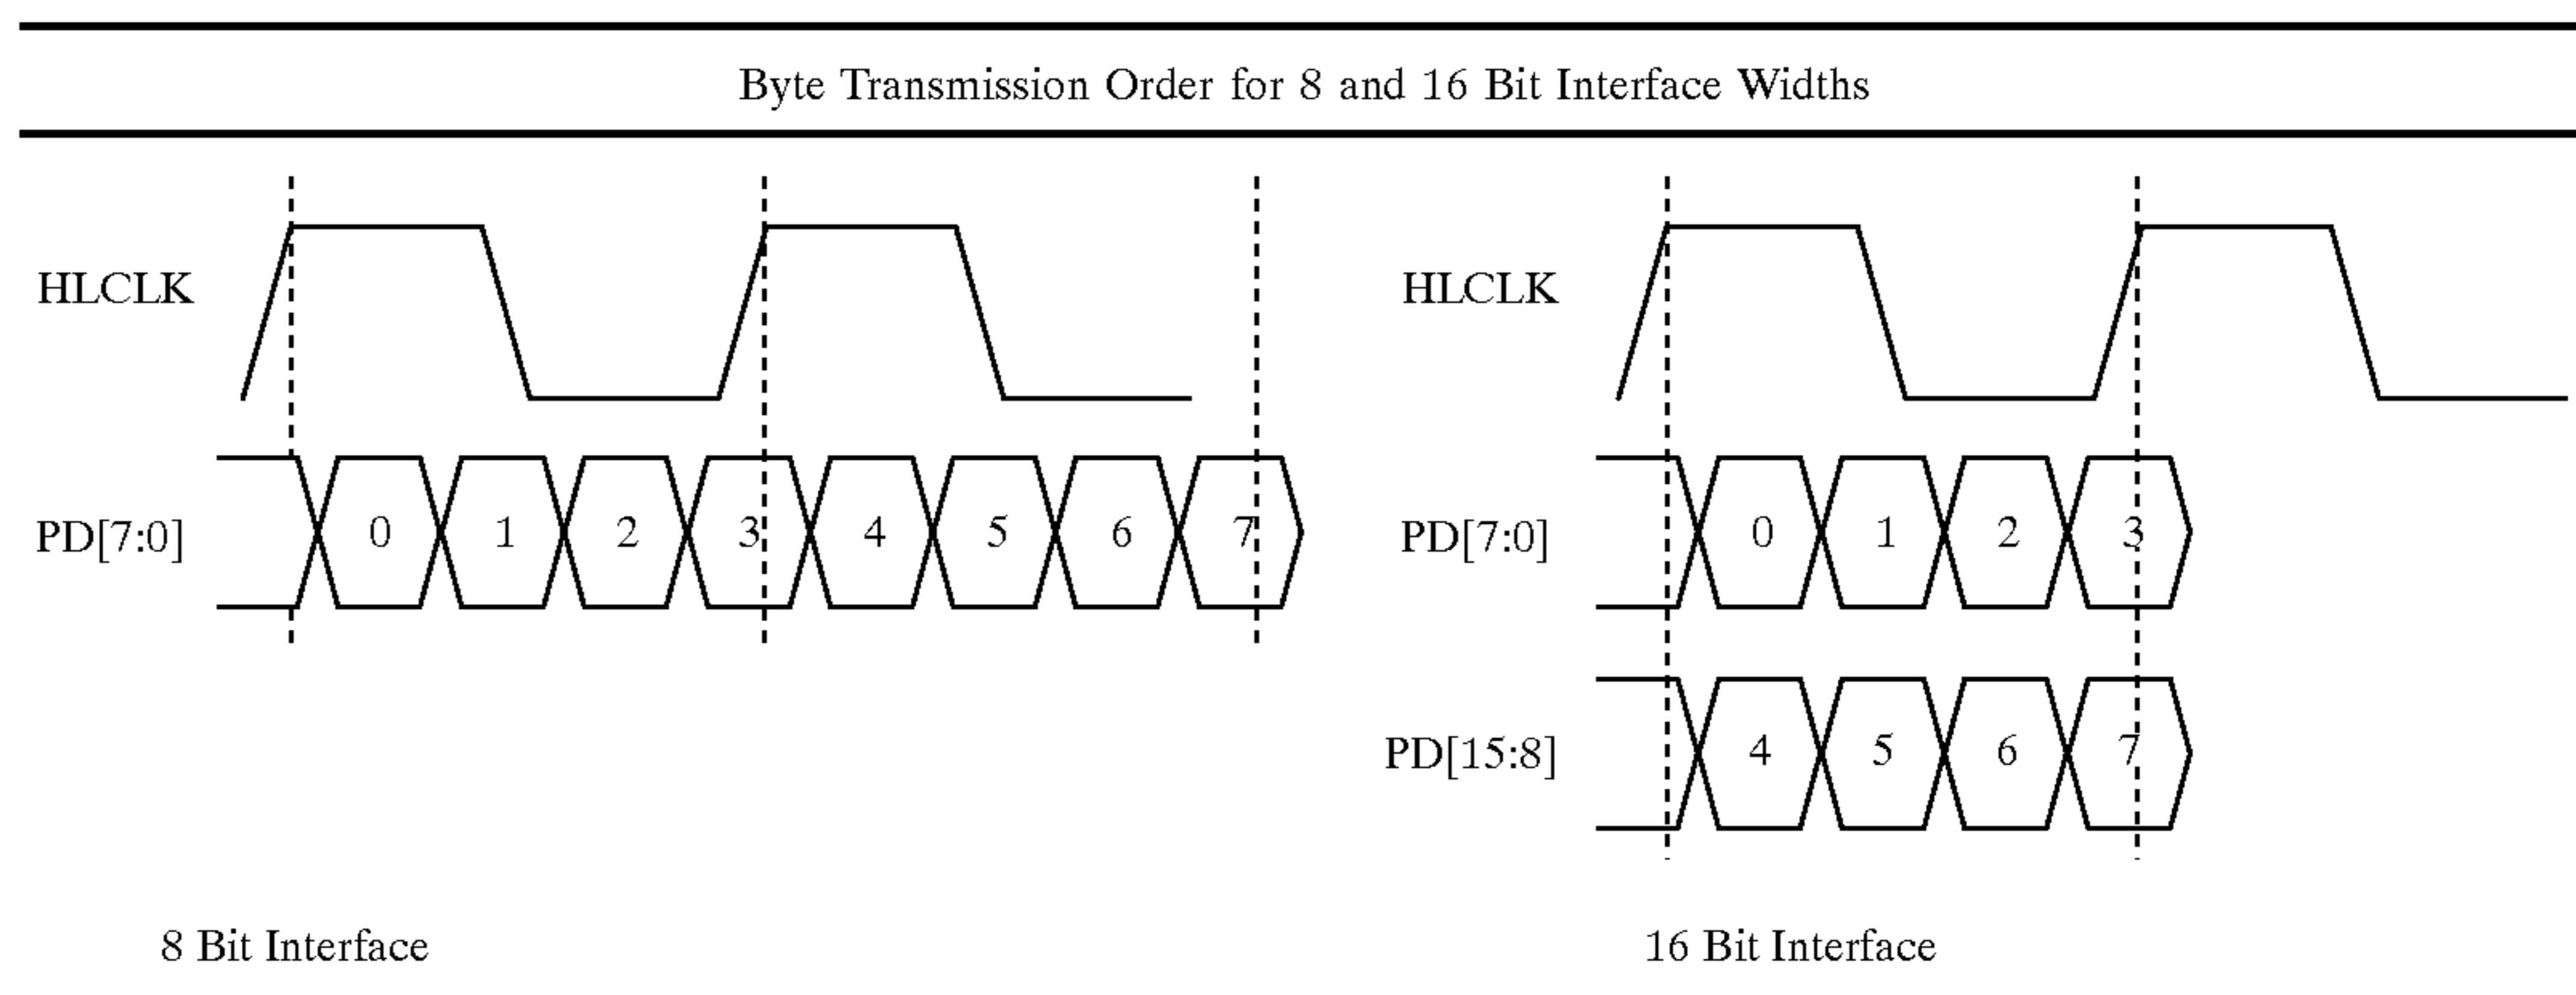 Byte Transmission Order for 8 and 16 Bit Interface Widths
HLCLK
PD[7:0]
0 1 2 3 4 5 6 7
8 Bit Interface
HLCLK
PD[7:0]
0 1 2 3
PD[15:8]
4 5 6 7
16 Bit Interface